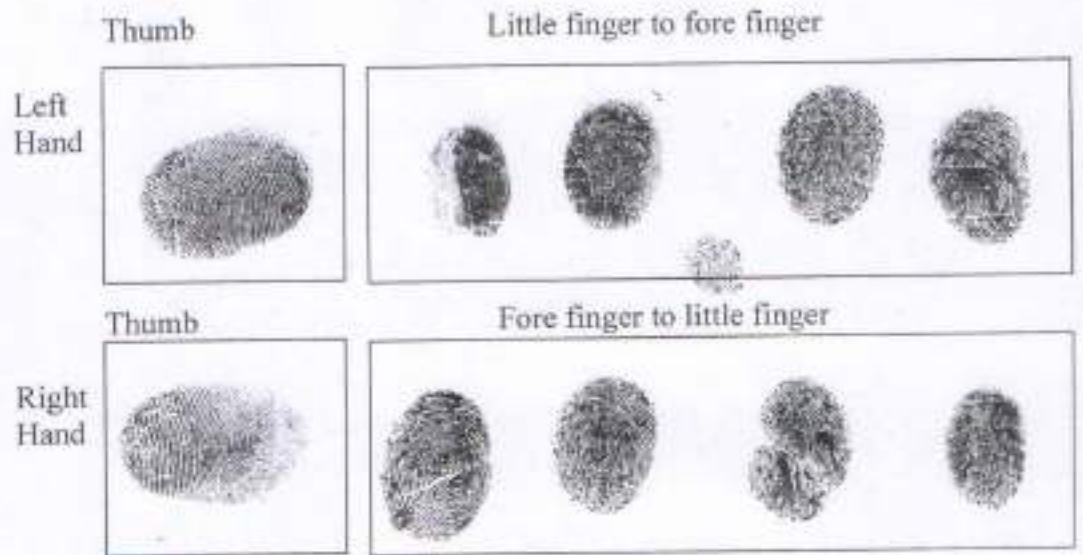 Thumb
Little finger to fore finger
Left
Hand
Thumb
Fore finger to little finger
Right
Hand